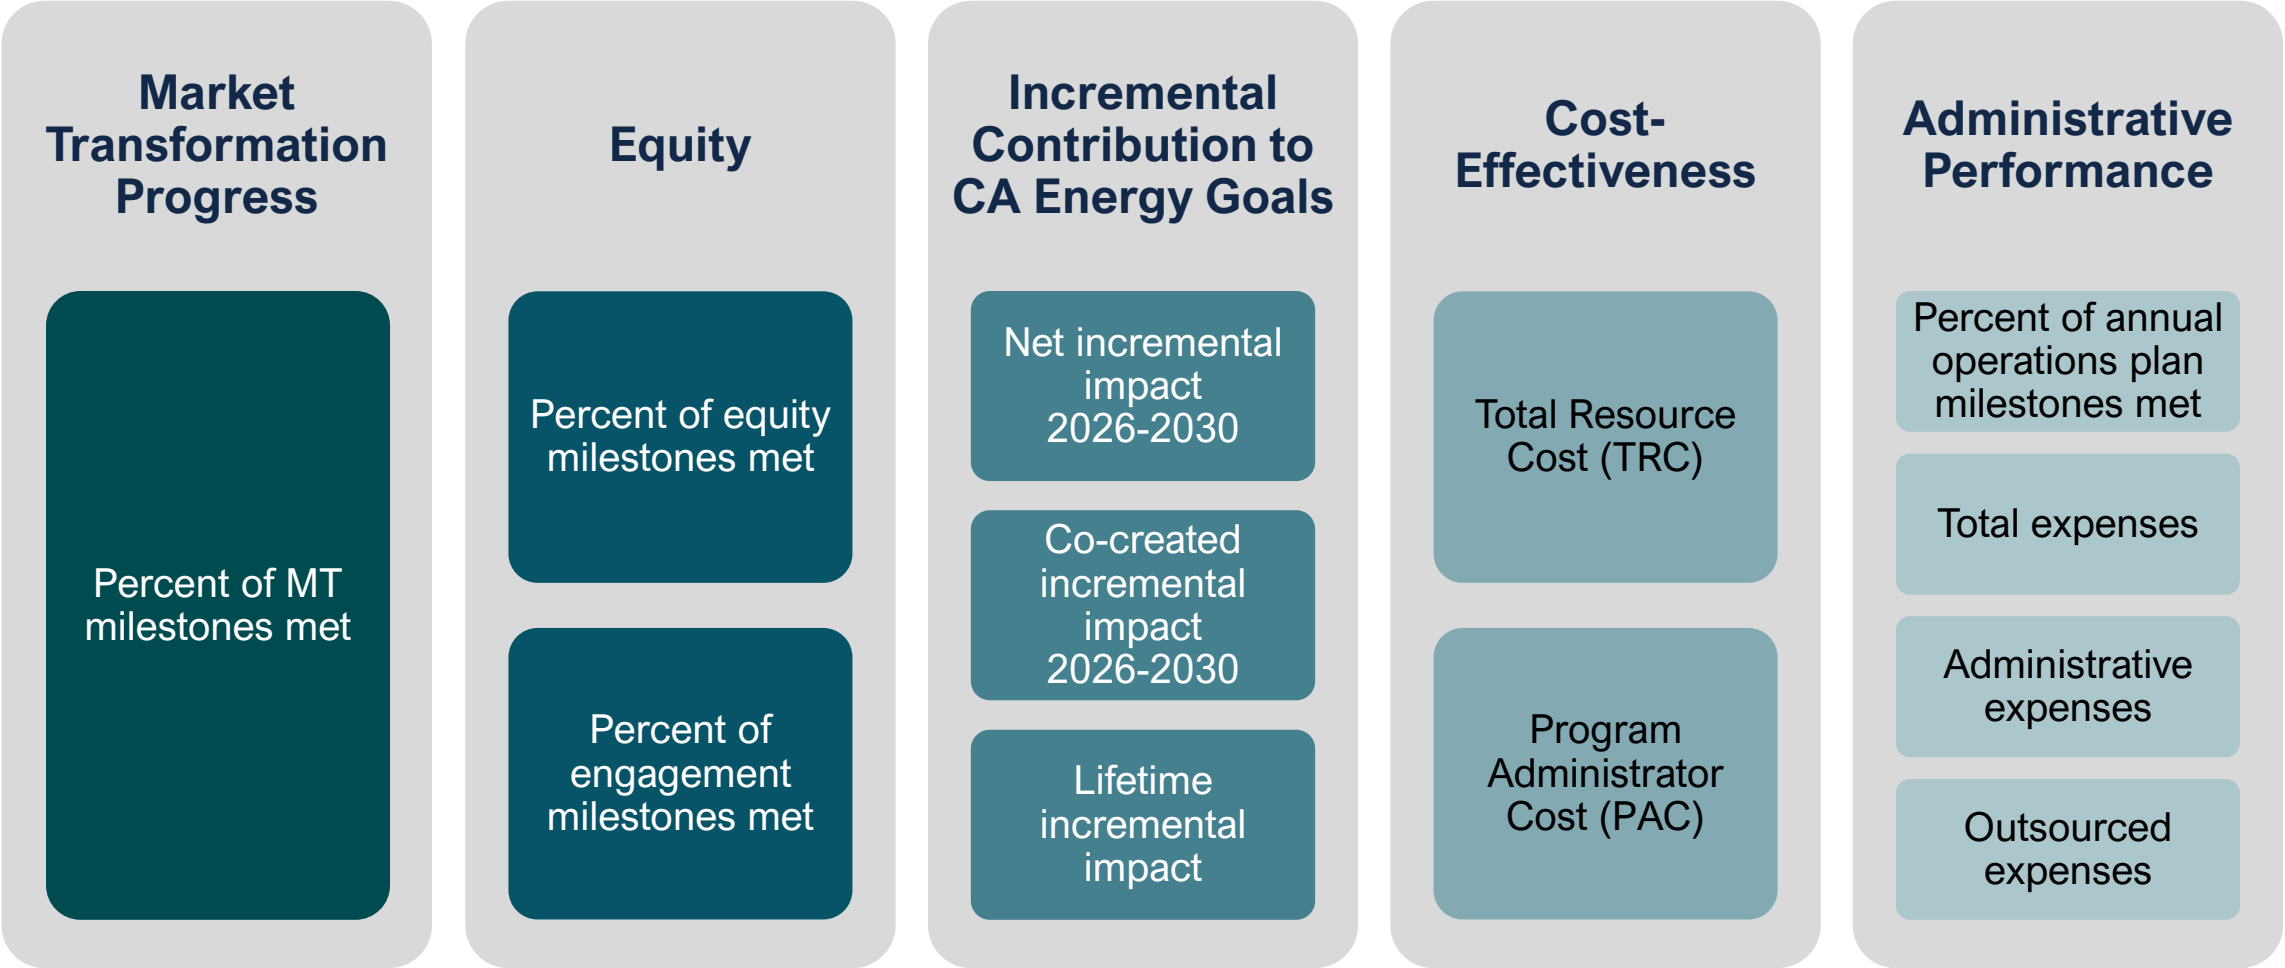 Market
Transformation
Progress
Percent of MT
milestones met
Equity
Percent of equity
milestones met
Percent of
engagement
milestones met
Incremental
Contribution to
CA Energy Goals
Net incremental
impact
2026-2030
Co-created
incremental
impact
2026-2030
Lifetime
incremental
impact
Cost-
Effectiveness
Total Resource
Cost (TRC)
Program
Administrator
Cost (PAC)
Administrative
Performance
Percent of annual
operations plan
milestones met
Total expenses
Administrative
expenses
Outsourced
expenses